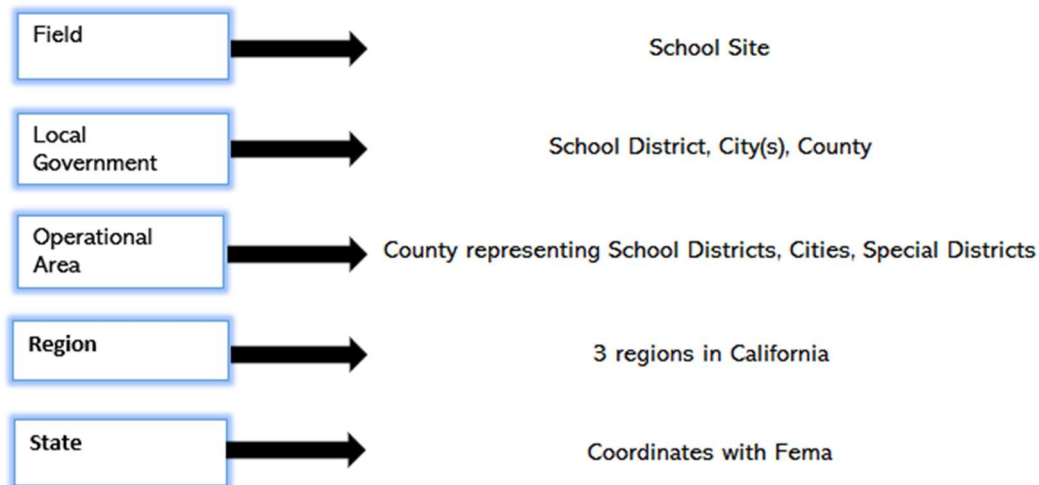 Field
School Site
Local
Government
School District, City(s), County
Operational
Area
County representing School Districts, Cities, Special Districts
Region
3 regions in California
State
Coordinates with Fema